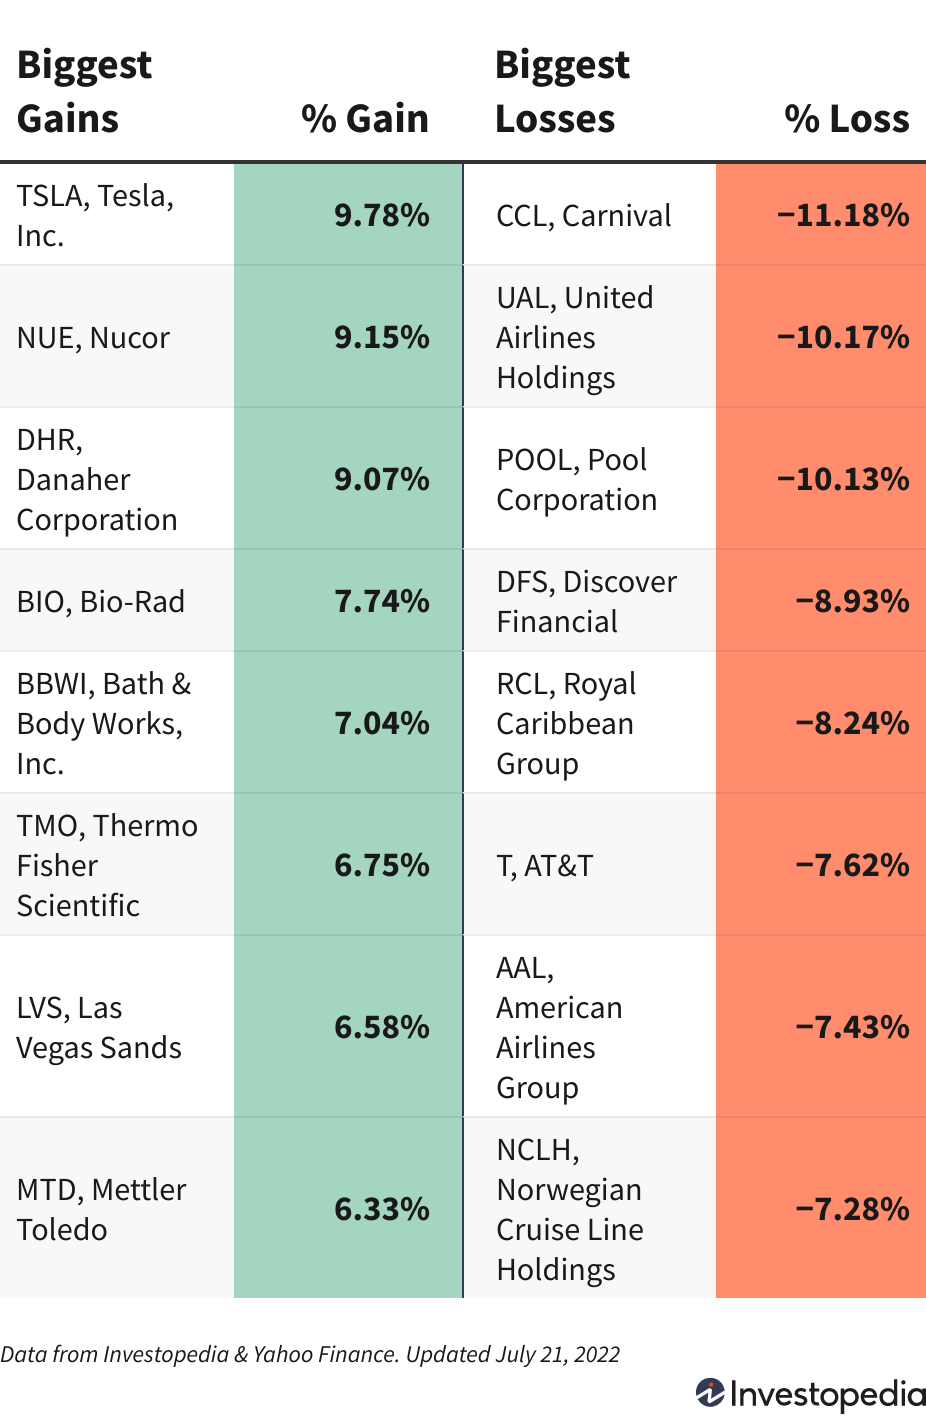 Biggest
Gains
% Gain
Biggest
Losses
% Loss
TSLA, Tesla,
Inc.
9.78%
CCL, Carnival
−11.18%
NUE, Nucor
9.15%
UAL, United
Airlines
Holdings
−10.17%
DHR,
Danaher
Corporation
9.07%
POOL, Pool
Corporation
−10.13%
BIO, Bio-Rad
7.74%
DFS, Discover
Financial
−8.93%
BBWI, Bath &
Body Works,
Inc.
7.04%
RCL, Royal
Caribbean
Group
−8.24%
TMO, Thermo
Fisher
Scientific
6.75%
T, AT&T
−7.62%
LVS, Las
Vegas Sands
6.58%
AAL,
American
Airlines
Group
−7.43%
MTD, Mettler
Toledo
6.33%
NCLH,
Norwegian
Cruise Line
Holdings
−7.28%
Data from Investopedia & Yahoo Finance. Updated July 21, 2022
Investopedia